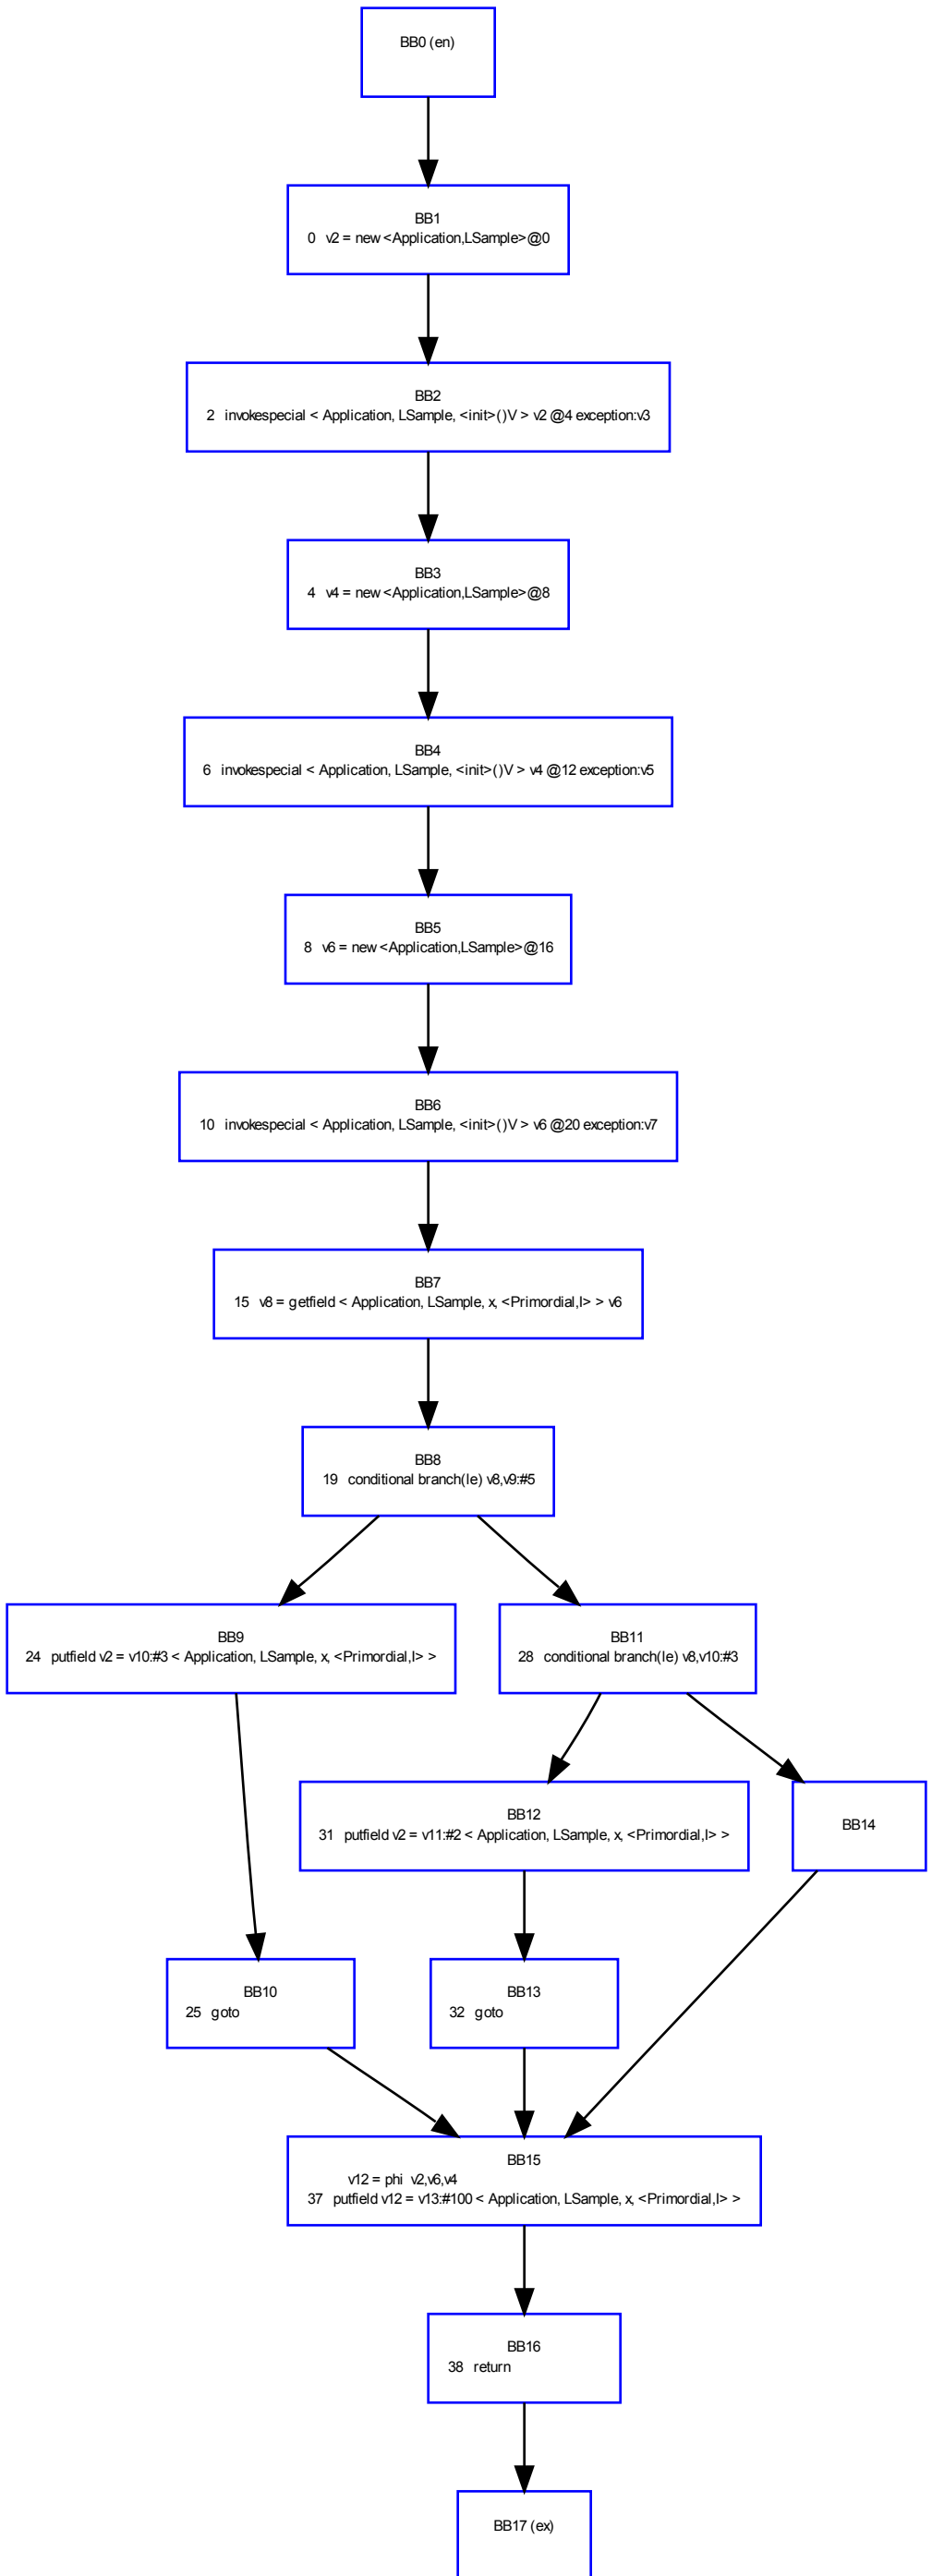 BB0 (en)
BB1
0 v2 = new <Application,LSample>@0
BB2
2 invokespecial < Application, LSample, <init>()V > v2 @4 exception:v3
BB3
4 v4 = new <Application,LSample>@8
BB4
6 invokespecial < Application, LSample, <init>()V > v4 @12 exception:v5
BB5
8 v6 = new <Application,LSample>@16
BB6
10 invokespecial < Application, LSample, <init>()V > v6 @20 exception:v7
BB7
15 v8 = getfield < Application, LSample, x, <Primordial,I> > v6
BB8
19 conditional branch(le) v8,v9:#5
BB9
24 putfield v2 = v10:#3 < Application, LSample, x, <Primordial,I> >
BB11
28 conditional branch(le) v8,v10:#3
BB12
31 putfield v2 = v11:#2 < Application, LSample, x, <Primordial,I> >
BB14
BB10
25 goto
BB13
32 goto
BB15
v12 = phi v2,v6,v4
37 putfield v12 = v13:#100 < Application, LSample, x, <Primordial,I> >
BB16
38 return
BB17 (ex)